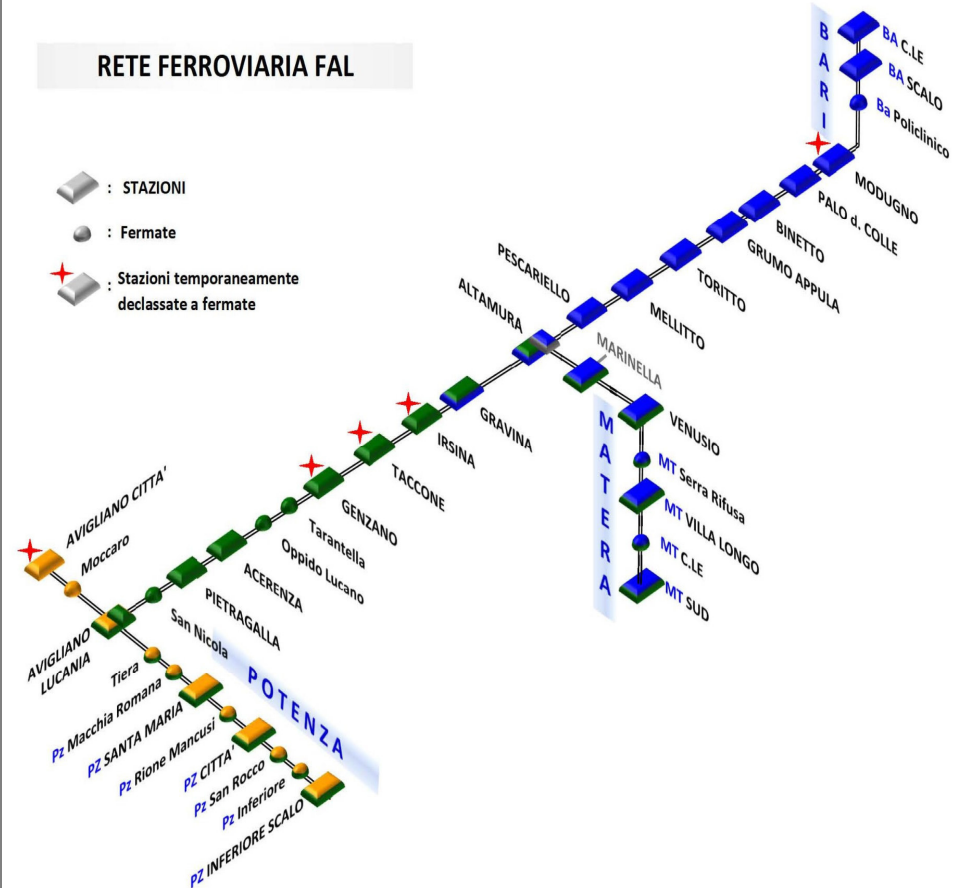 RETE FERROVIARIA FAL
: STAZIONI
: Fermate
: Stazioni temporaneamente
declassate a fermate
BARI
BA C.LE
BA SCALO
Ba Policlinico
MODUGNO
PALO d. COLLE
BINETTO
GRUMO APPULA
TORITTO
MELLITTO
PESCARIELLO
ALTAMURA
MARINELLA
VENUSIO
MATERA
MT Serra Rifusa
MT VILLA LONGO
MT C.LE
MT SUD
GRAVINA
IRSINA
TACCONE
GENZANO
Tarantella
Oppido Lucano
ACERENZA
PIETRAGALLA
San Nicola
AVIGLIANO CITTA'
Moccaro
AVIGLIANO
LUCANIA
POTENZA
Tiera
Pz Macchia Romana
PZ SANTA MARIA
Pz Rione Mancusi
PZ CITTA'
Pz San Rocco
Pz Inferiore
PZ INFERIORE SCALO